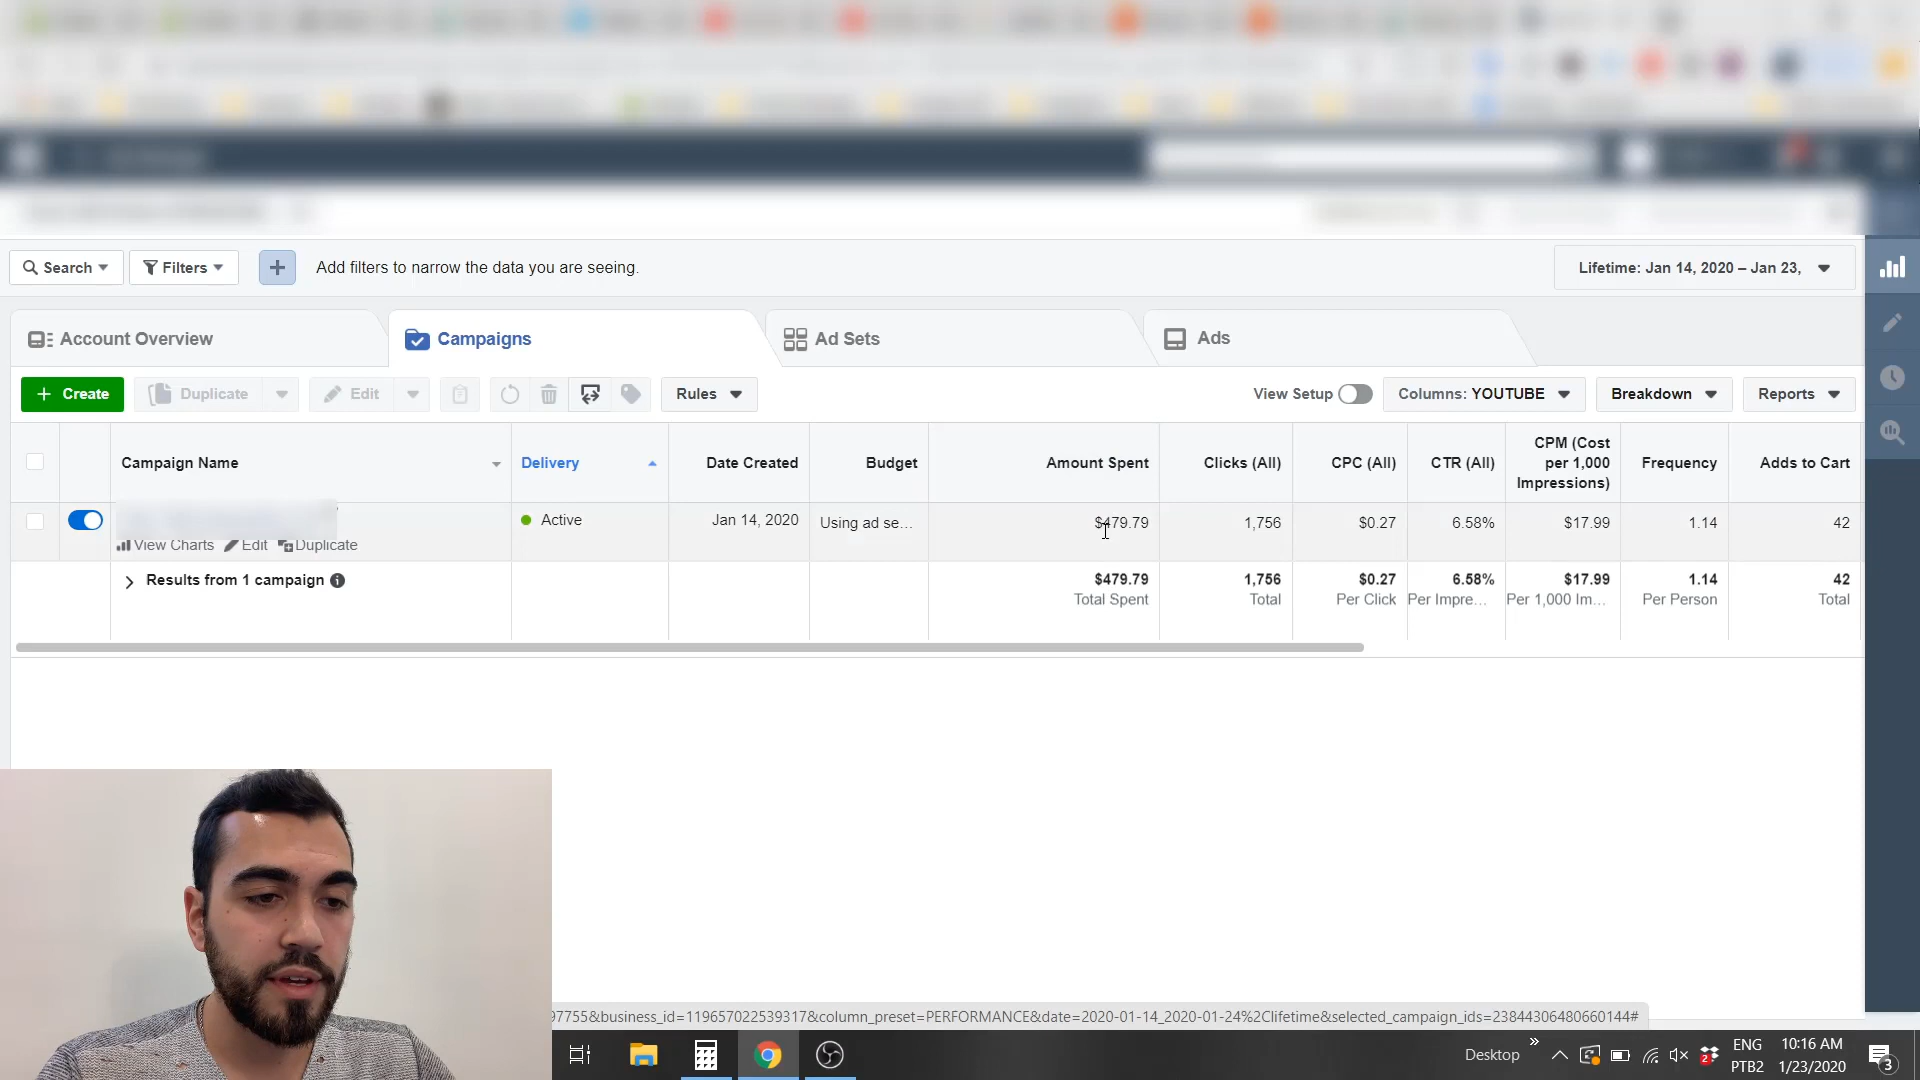 Search
Filters
Add filters to narrow the data you are seeing.
Lifetime: Jan 14, 2020 – Jan 23,
Account Overview
Campaigns
Ad Sets
Ads
Create
Duplicate
Edit
Rules
View Setup
Columns: YOUTUBE
Breakdown
Reports
Campaign Name
Delivery
Date Created
Budget
Amount Spent
Clicks (All)
CPC (All)
CTR (All)
CPM (Cost
per 1,000
Impressions)
Frequency
Adds to Cart
Active
Jan 14, 2020
Using ad se...
$479.79
1,756
$0.27
6.58%
$17.99
1.14
42
View Charts
Edit
Duplicate
Results from 1 campaign
$479.79
1,756
$0.27
6.58%
$17.99
1.14
42
Total Spent
Total
Per Click
Per Impre...
Per 1,000 Im...
Per Person
Total
97755&business_id=119657022539317&column_preset=PERFORMANCE&date=2020-01-14_2020-01-24%2Clifetime&selected_campaign_ids=23844306480660144#
Desktop
2
ENG
PTB2
10:16 AM
1/23/2020
3